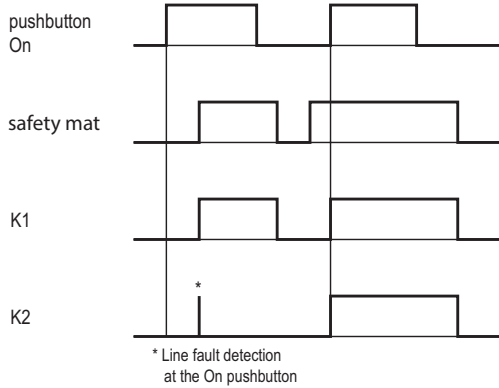 pushbutton
On
safety mat
K1
*
K2
* Line fault detection
at the On pushbutton